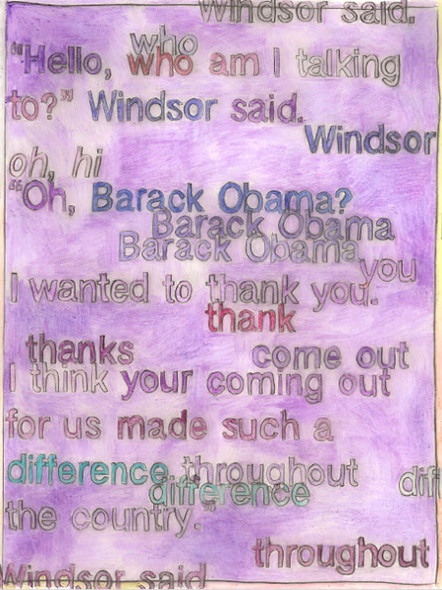 Windsor said.
who
“Hello, who am I talking
to?” Windsor said.
Windsor
oh, hi
“Oh, Barack Obama?
Barack Obama
Barack Obama
you
I wanted to thank you.
thank
thanks come out
I think your coming out
for us made such a
difference throughout dif
difference
the country.”
throughout
Windsor said